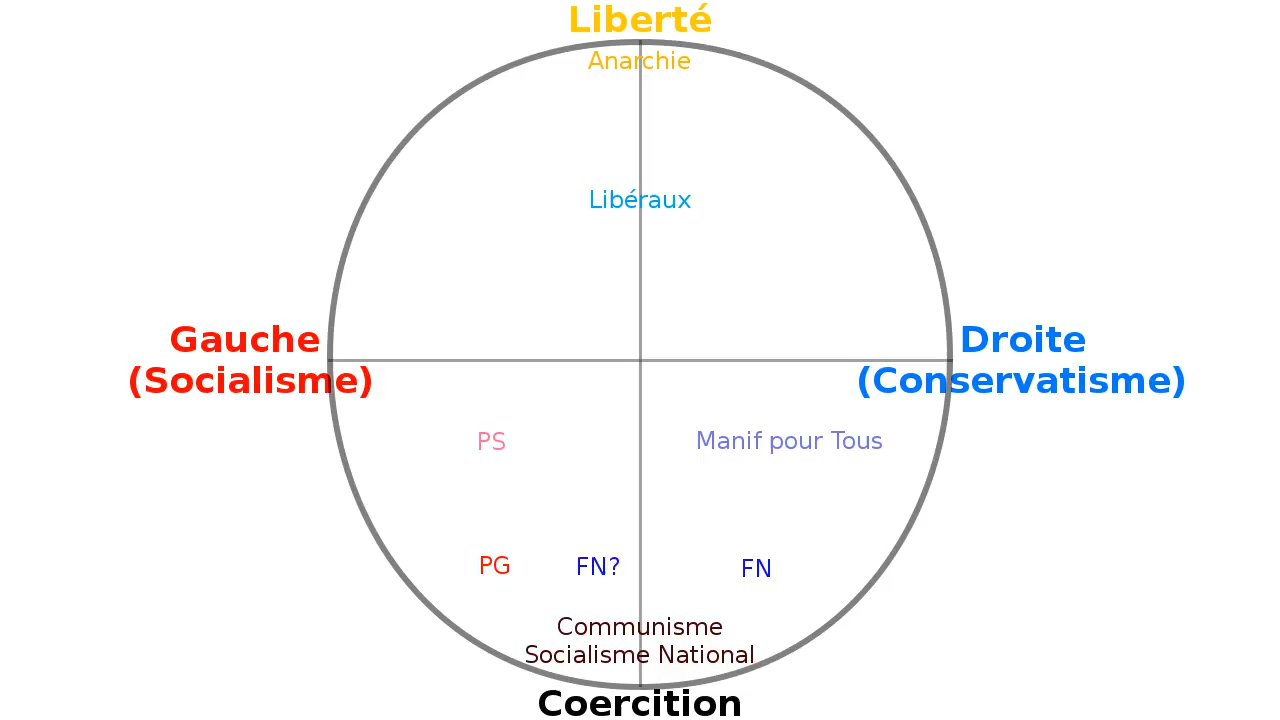 Liberté
Anarchie
Libéraux
Gauche
(Socialisme)
Droite
(Conservatisme)
PS
Manif pour Tous
PG
FN?
FN
Communisme
Socialisme National
Coercition